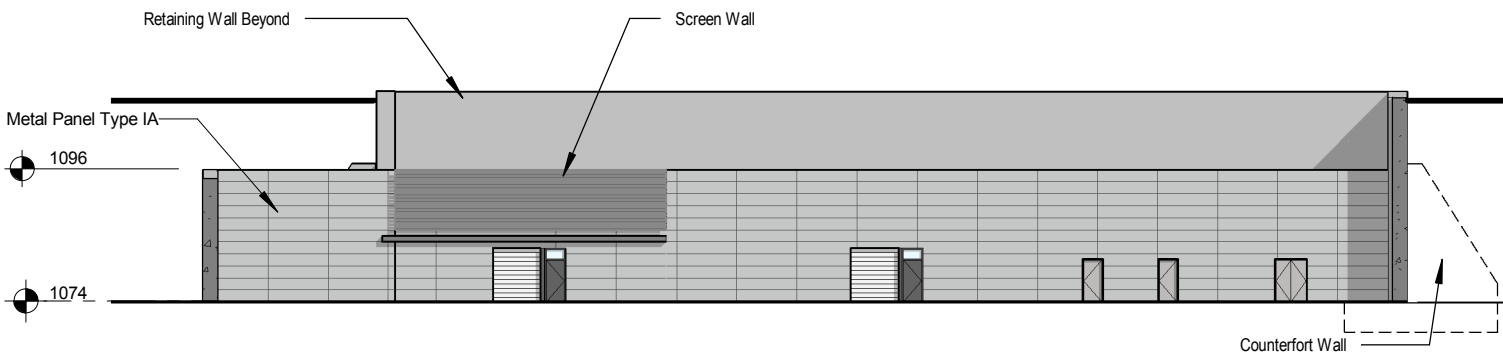 Retaining Wall Beyond
Screen Wall
Metal Panel Type IA
1096
1074
Counterfort Wall